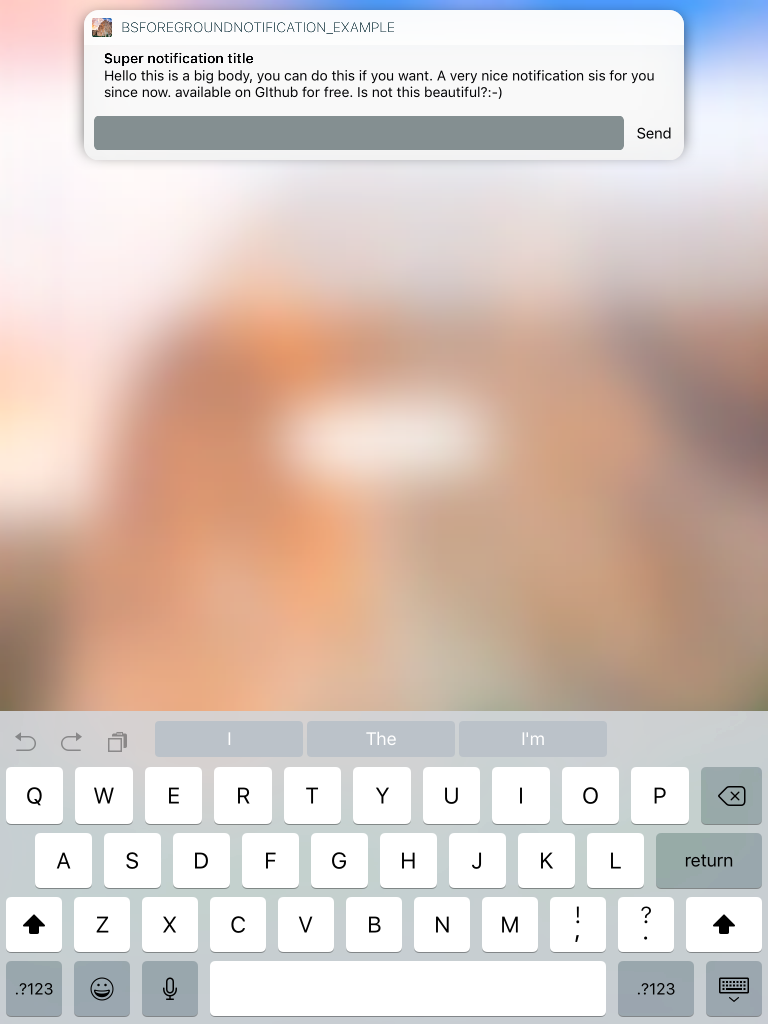 BSFOREGROUNDNOTIFICATION_EXAMPLE
Super notification title
Hello this is a big body, you can do this if you want. A very nice notification sis for you
since now. available on GIthub for free. Is not this beautiful?:-)
Send
I The I'm
Q W E R T Y U I O P
A S D F G H J K L return
Z X C V B N M ! , ? .
.?123 .?123